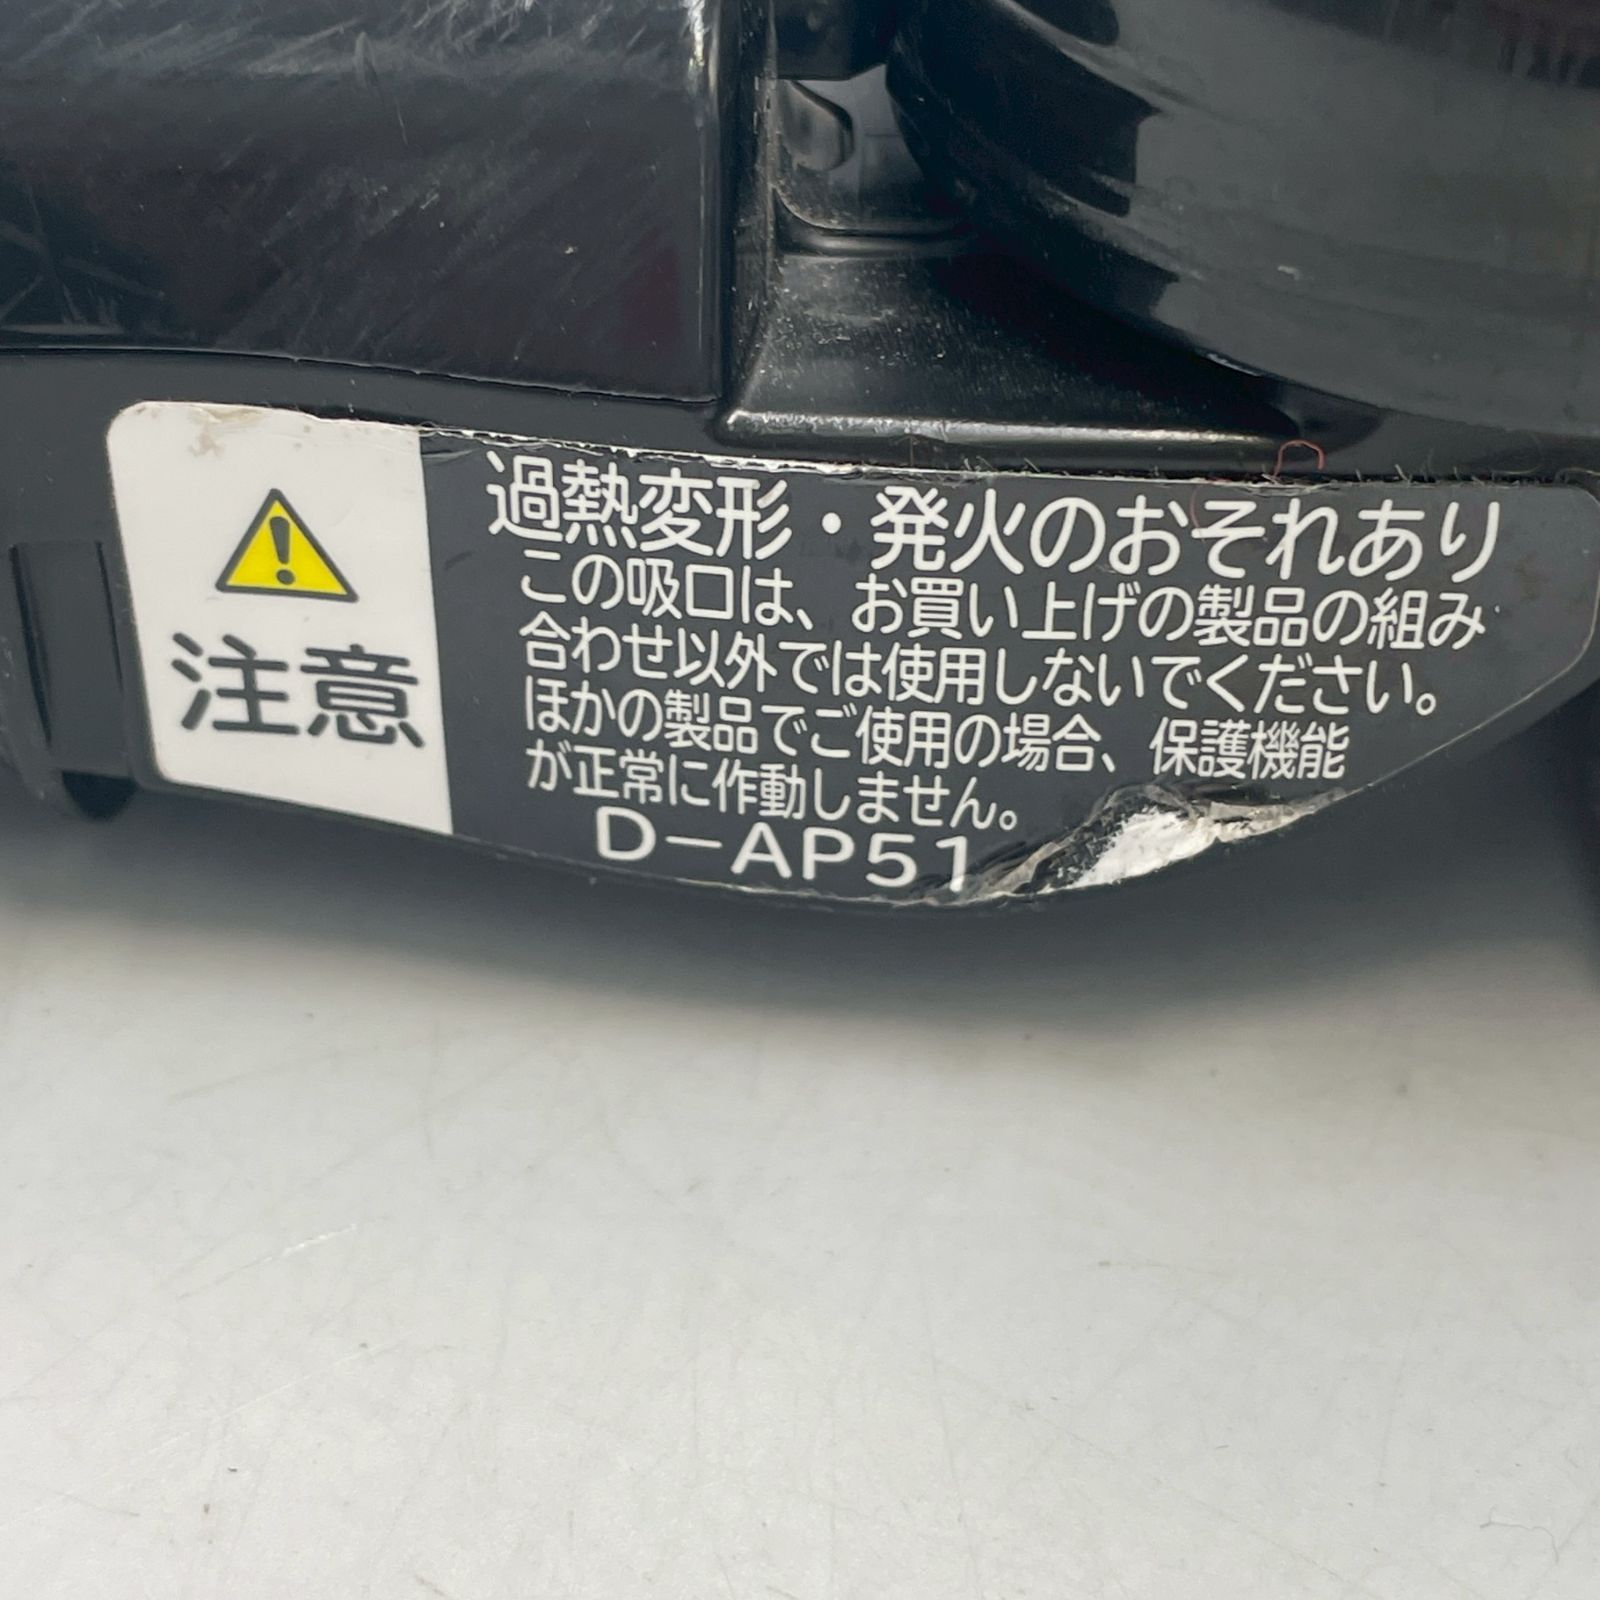 注意
過熱変形・発火のおそれあり
この吸口は、お買い上げの製品の組み
合わせ以外では使用しないでください。
ほかの製品でご使用の場合、保護機能
が正常に作動しません。
D-AP51